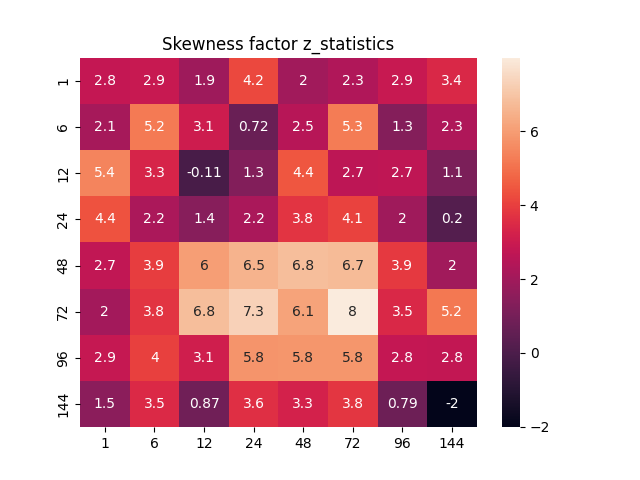 Skewness factor z_statistics
1 2.8 2.9 1.9 4.2 2 2.3 2.9 3.4
6 2.1 5.2 3.1 0.72 2.5 5.3 1.3 2.3 6
12 5.4 3.3 -0.11 1.3 4.4 2.7 2.7 1.1
24 4.4 2.2 1.4 2.2 3.8 4.1 2 0.2 4
48 2.7 3.9 6 6.5 6.8 6.7 3.9 2 2
72 2 3.8 6.8 7.3 6.1 8 3.5 5.2
96 2.9 4 3.1 5.8 5.8 5.8 2.8 2.8 0
144 1.5 3.5 0.87 3.6 3.3 3.8 0.79 -2 −2
1 6 12 24 48 72 96 144